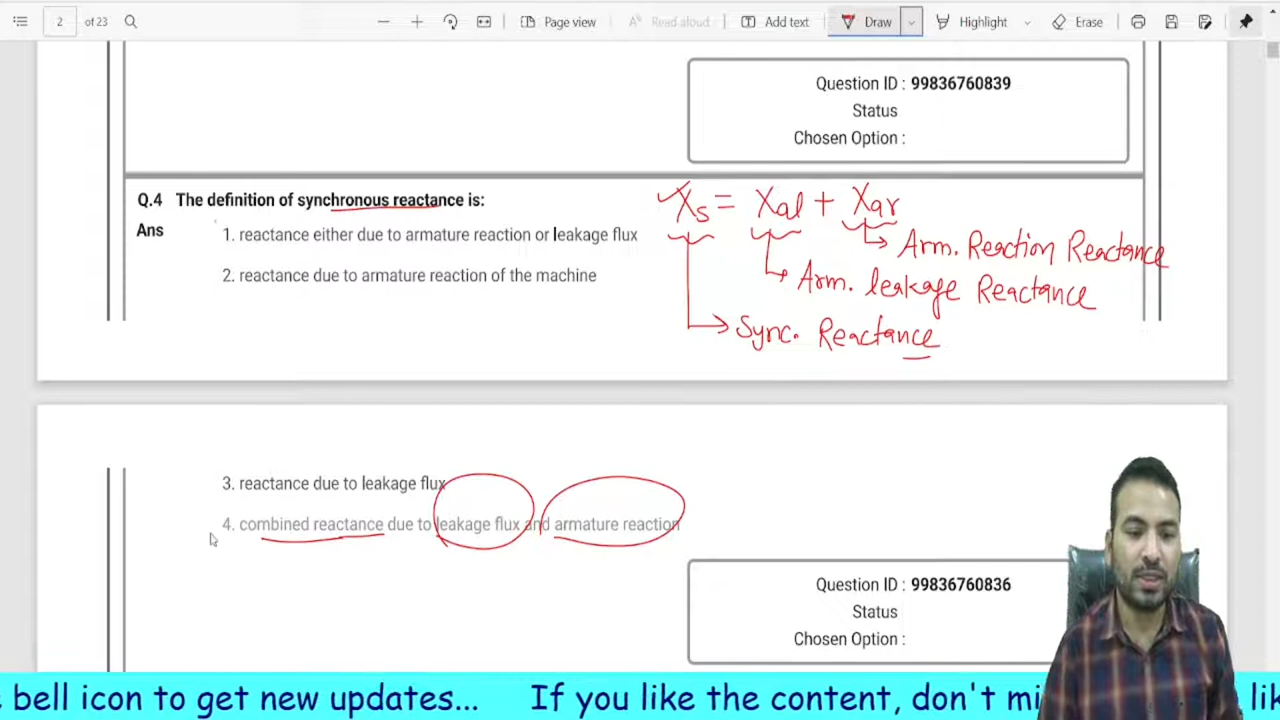 2 of 23 Page view Read aloud Add text Draw Highlight Erase
Question ID : 99836760839
Status
Chosen Option :
Q.4 The definition of synchronous reactance is:
Ans
1. reactance either due to armature reaction or leakage flux
2. reactance due to armature reaction of the machine
Xs = Xal + Xar
Arm. Reaction Reactance
Arm. leakage Reactance
Sync. Reactance
3. reactance due to leakage flux
4. combined reactance due to leakage flux and armature reaction
Question ID : 99836760836
Status
Chosen Option :
bell icon to get new updates... If you like the content, don't mi lik